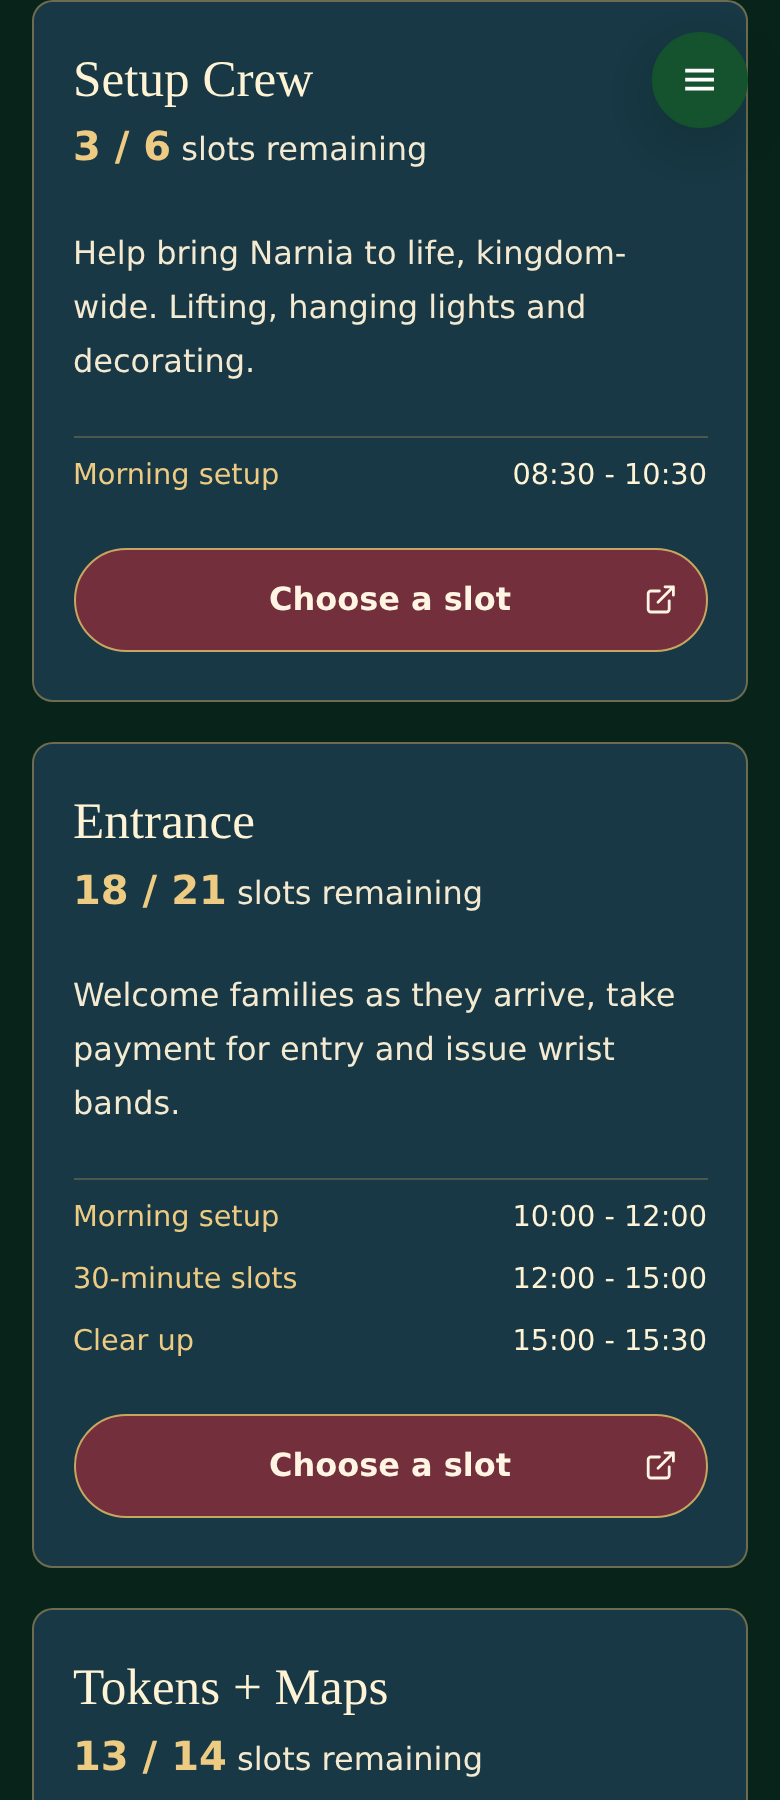 Setup Crew
3 / 6 slots remaining
Help bring Narnia to life, kingdom-
wide. Lifting, hanging lights and
decorating.
Morning setup 08:30 - 10:30
Choose a slot
Entrance
18 / 21 slots remaining
Welcome families as they arrive, take
payment for entry and issue wrist
bands.
Morning setup 10:00 - 12:00
30-minute slots 12:00 - 15:00
Clear up 15:00 - 15:30
Choose a slot
Tokens + Maps
13 / 14 slots remaining